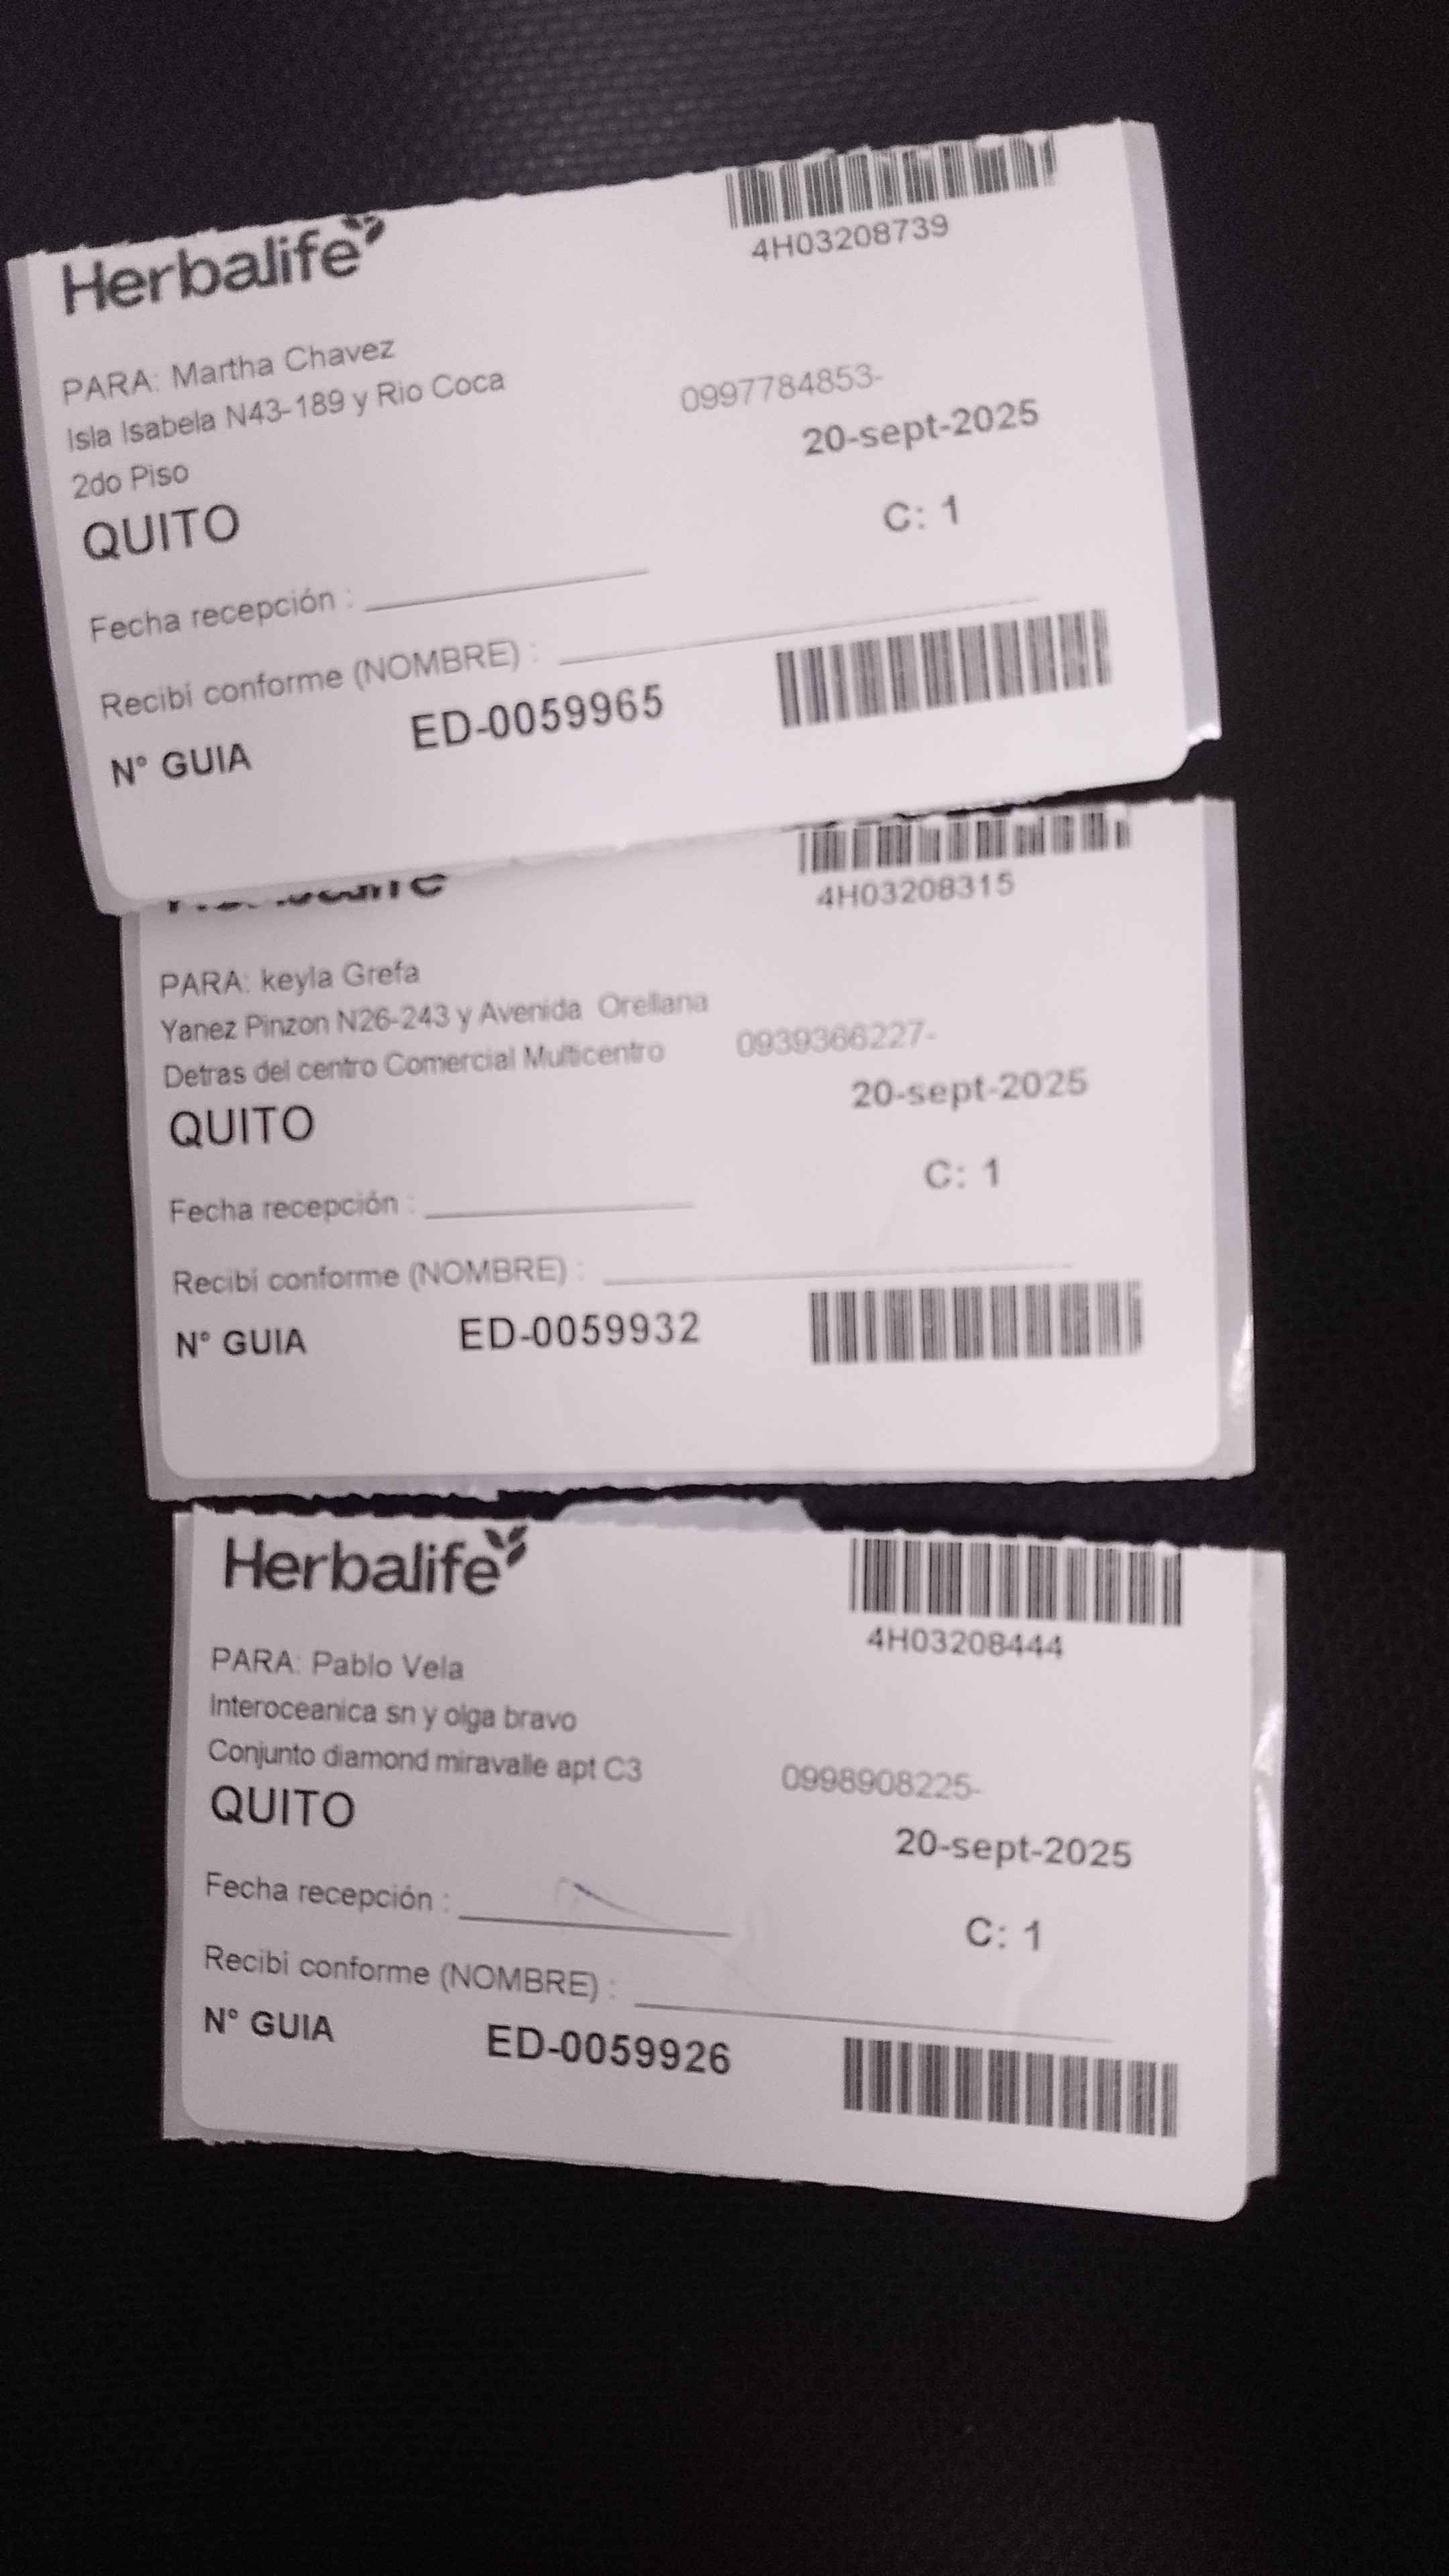 Herbalife
4H03208739
PARA: Martha Chavez
Isla Isabela N43-189 y Rio Coca
0997784853-
2do Piso
20-sept-2025
QUITO
C: 1
Fecha recepción :
Recibí conforme (NOMBRE) :
N° GUIA ED-0059965
4H03208315
PARA: keyla Grefa
Yanez Pinzon N26-243 y Avenida Orellana
Detras del centro Comercial Multicentro 0939366227-
20-sept-2025
QUITO
C: 1
Fecha recepción :
Recibí conforme (NOMBRE) :
N° GUIA ED-0059932
Herbalife
4H03208444
PARA: Pablo Vela
Interoceanica sn y olga bravo
Conjunto diamond miravalle apt C3 0998908225-
QUITO
20-sept-2025
Fecha recepción :
C: 1
Recibí conforme (NOMBRE) :
N° GUIA ED-0059926